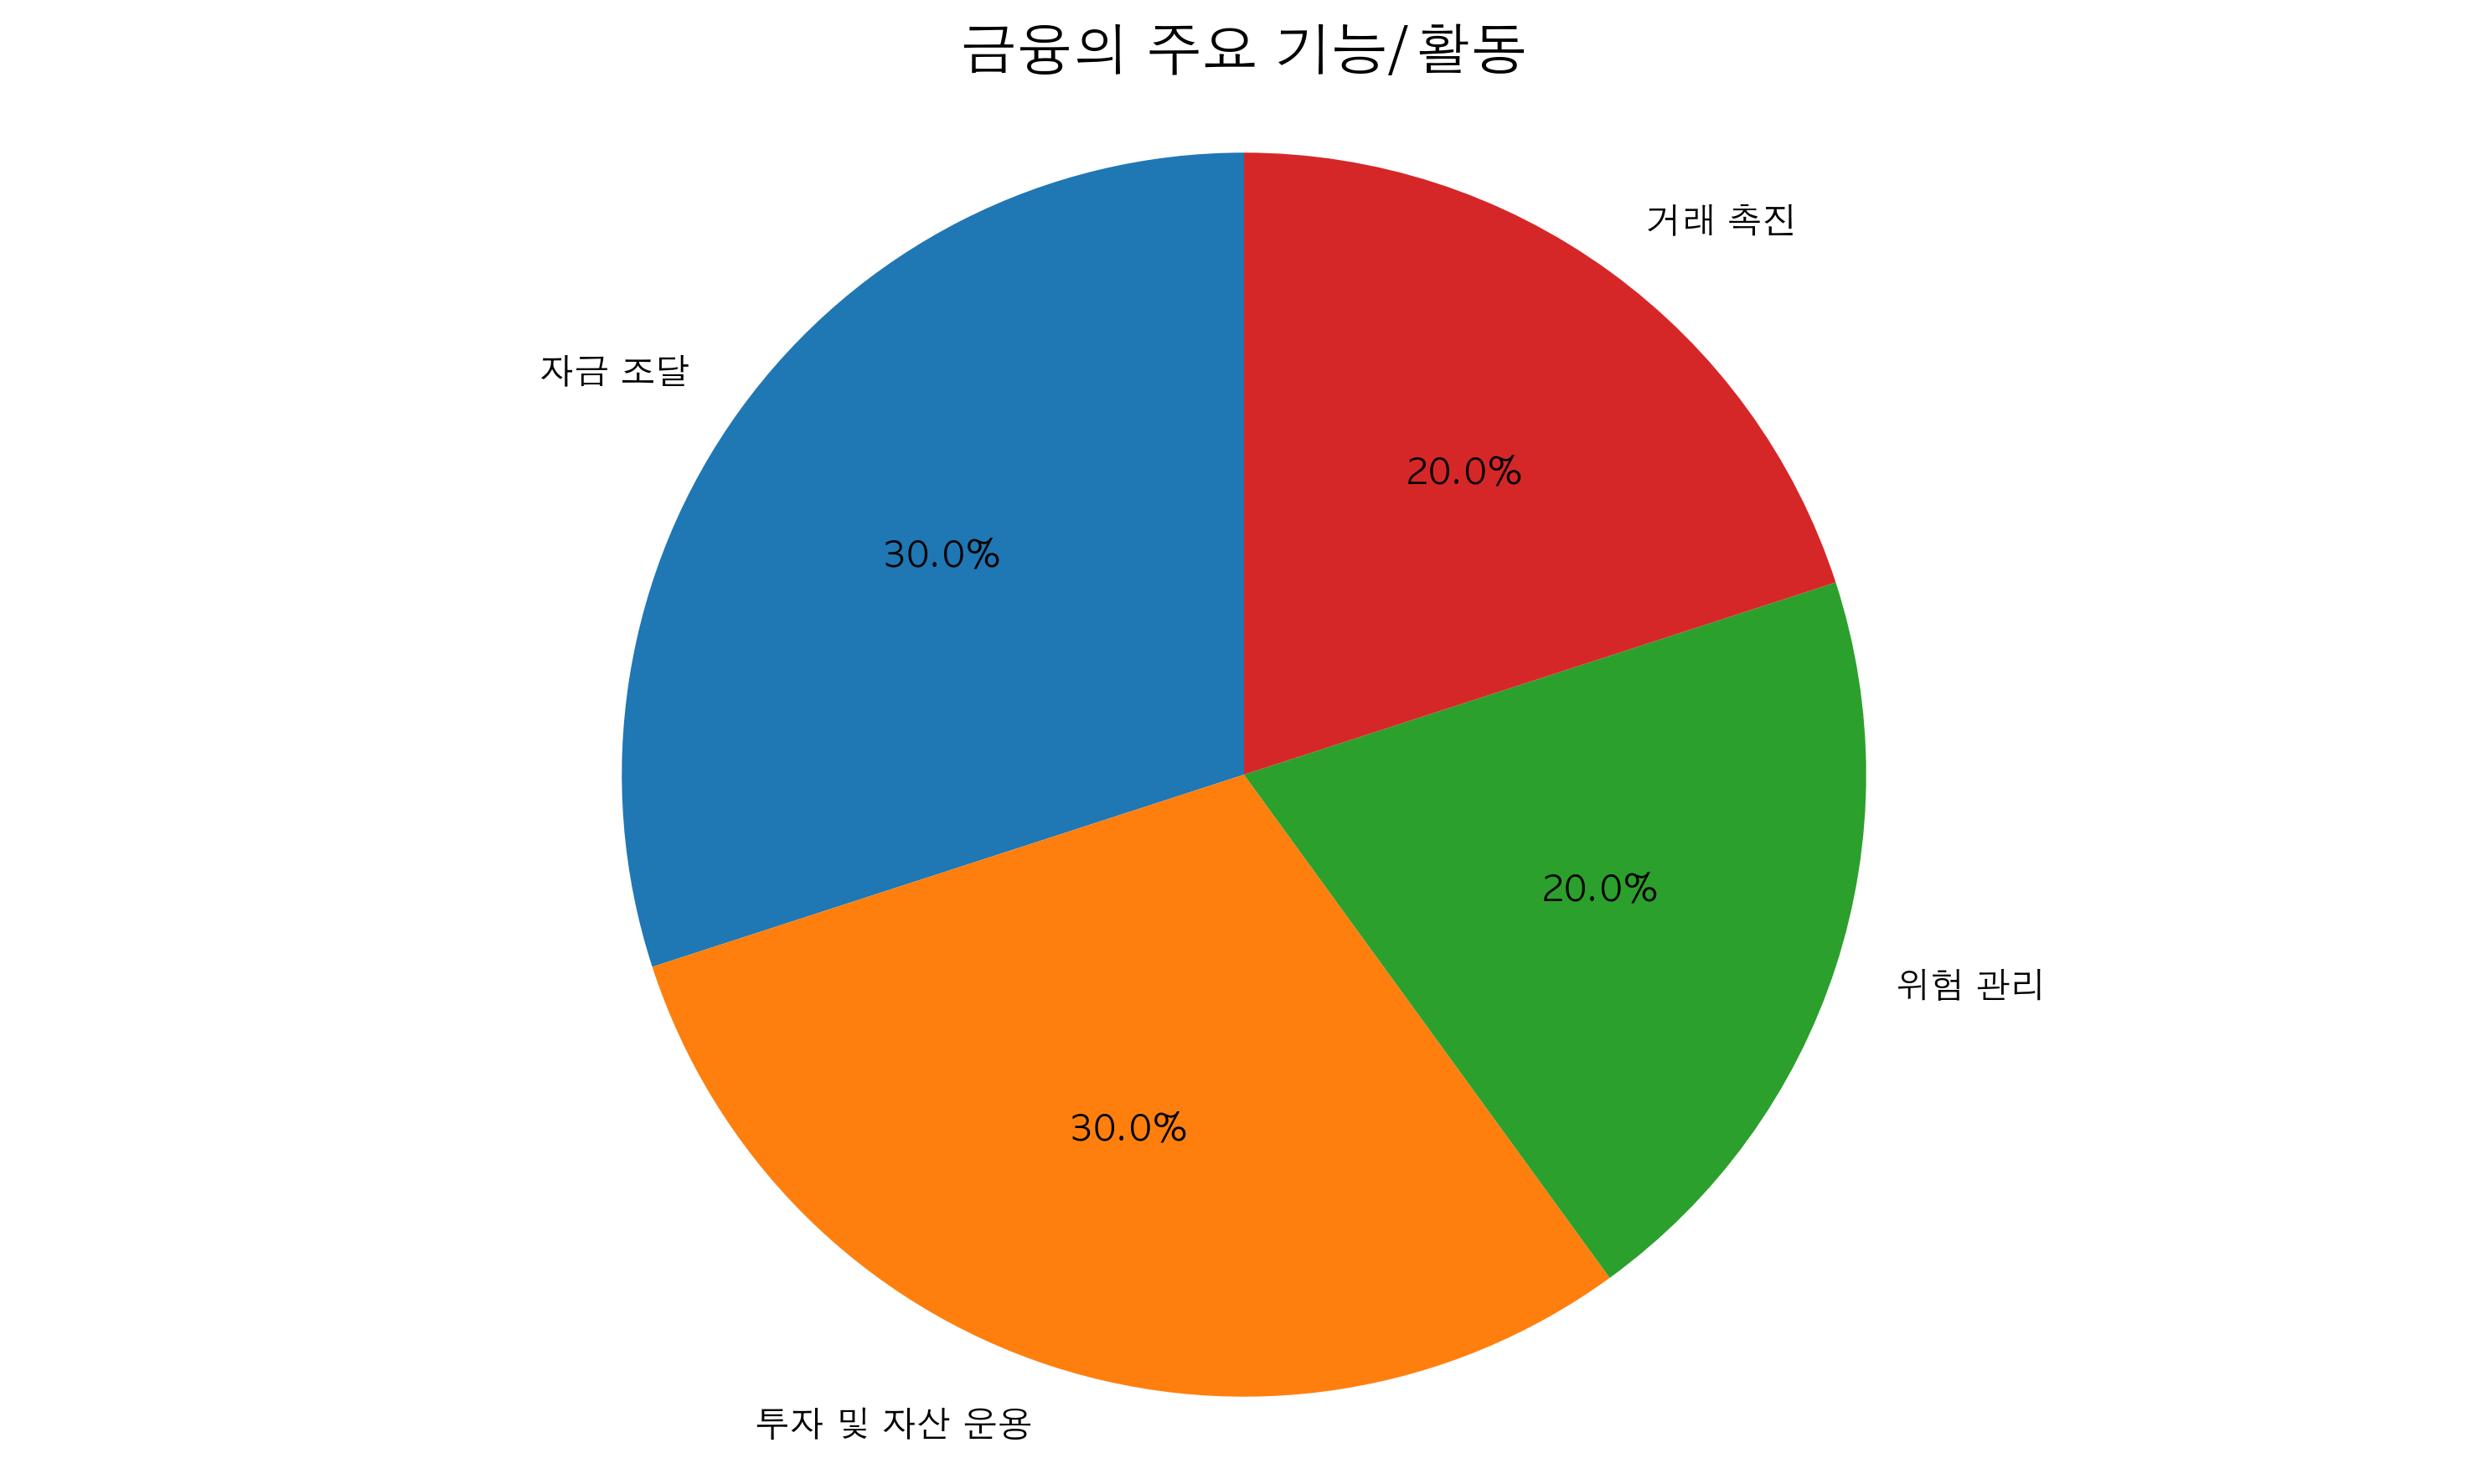 금융의 주요 기능/활동
거래 촉진
자금 조달
20.0%
30.0%
20.0%
위험 관리
30.0%
투자 및 자산 운용